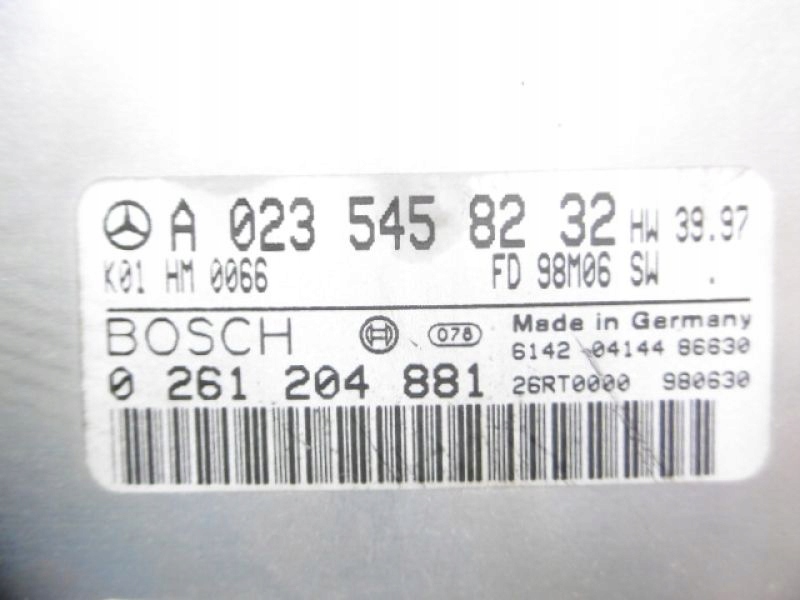 A 023 545 82 32 HW 39.97
K01 HM 0066 FD 98M06 SW .
BOSCH 078 Made in Germany
6142 04144 86630
0 261 204 881 26RT0000 980630